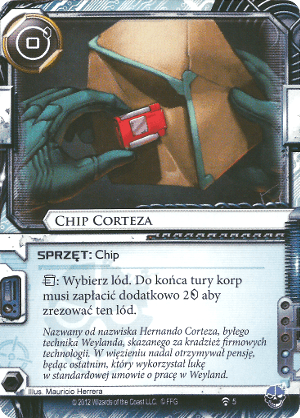 0
CHIP CORTEZA
SPRZĘT: Chip
: Wybierz lód. Do końca tury korp
musi zapłacić dodatkowo 2 aby
zrezować ten lód.
Nazwany od nazwiska Hernando Corteza, byłego
technika Weylanda, skazanego za kradzież firmowych
technologii. W więzieniu nadal otrzymywał pensję,
będąc ostatnim, który wykorzystał lukę
w standardowej umowie o pracę w Weyland.
Illus. Mauricio Herrera
© 2012 Wizards of the Coast LLC. © FFG
5